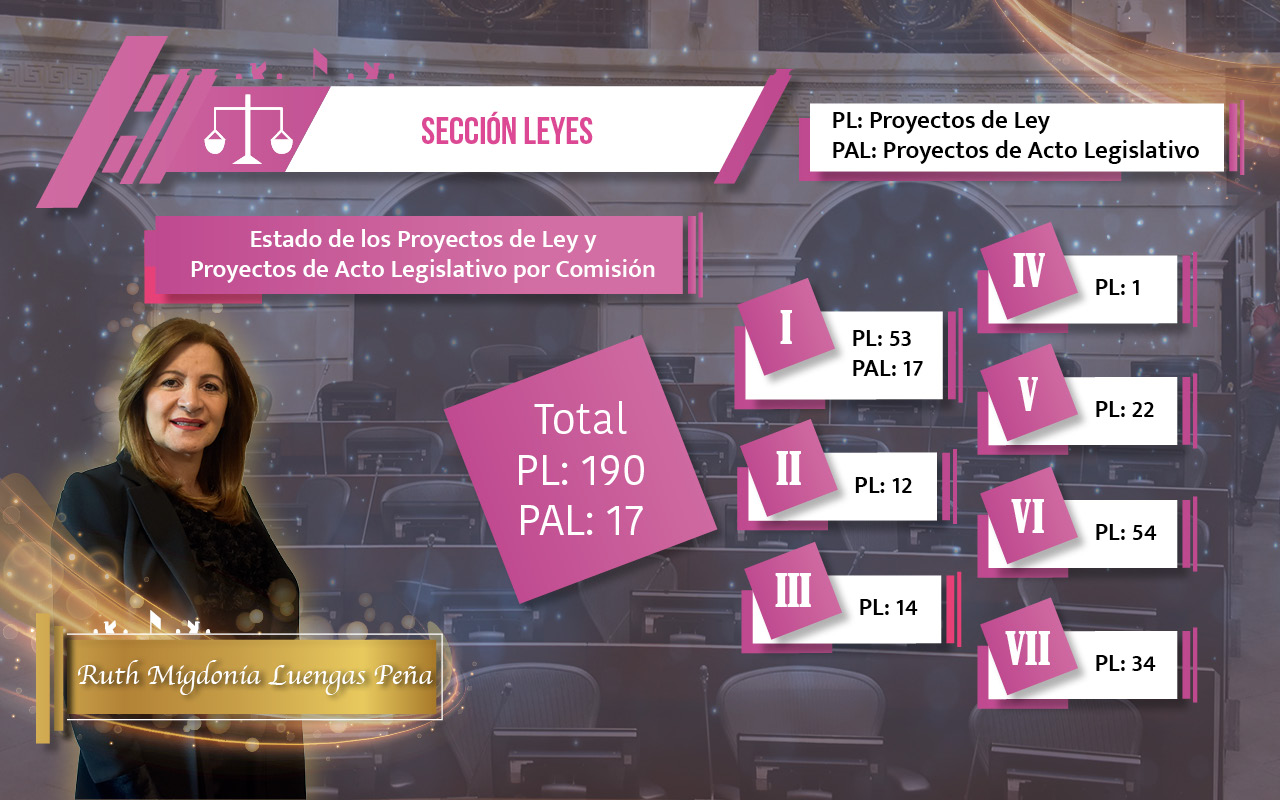 SECCIÓN LEYES
PL: Proyectos de Ley
PAL: Proyectos de Acto Legislativo
Estado de los Proyectos de Ley y
Proyectos de Acto Legislativo por Comisión
Total
PL: 190
PAL: 17
I
PL: 53
PAL: 17
II
PL: 12
III
PL: 14
IV
PL: 1
V
PL: 22
VI
PL: 54
VII
PL: 34
Ruth Migdonia Luengas Peña